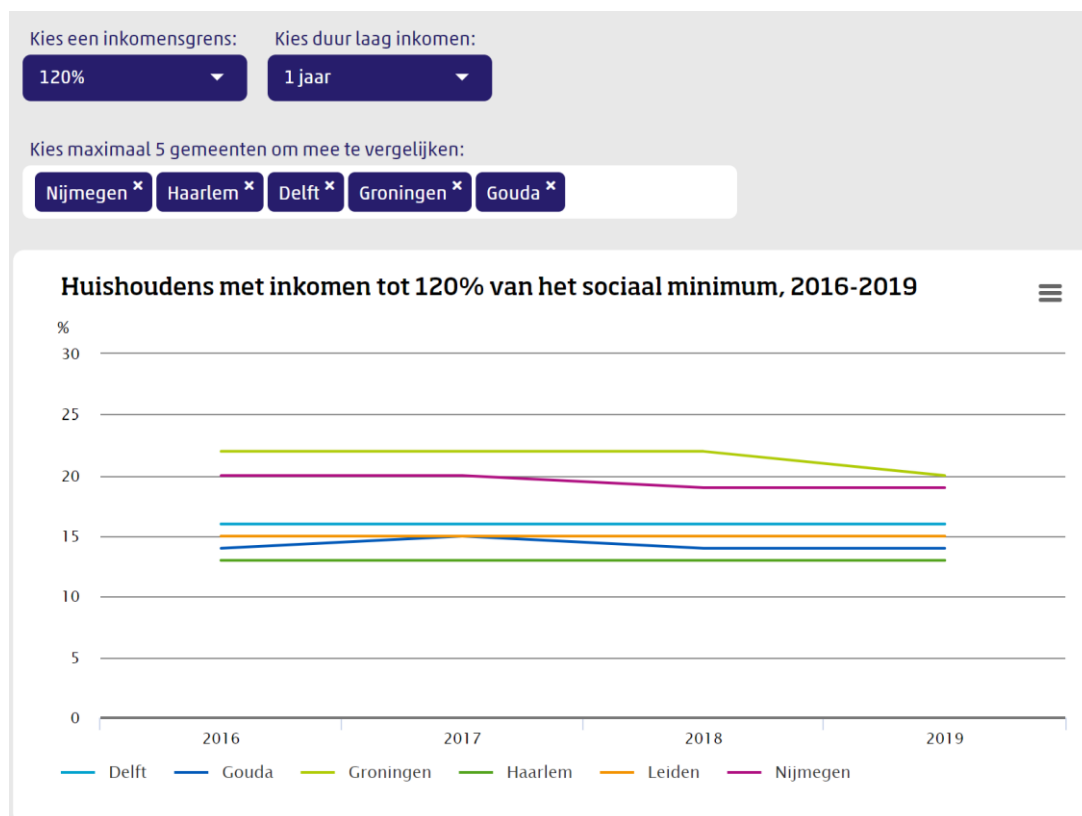 Kies een inkomensgrens: Kies duur laag inkomen:
120% 1 jaar
Kies maximaal 5 gemeenten om mee te vergelijken:
Nijmegen × Haarlem × Delft × Groningen × Gouda ×
Huishoudens met inkomen tot 120% van het sociaal minimum, 2016-2019
%
30
25
20
15
10
5
0
2016 2017 2018 2019
Delft Gouda Groningen Haarlem Leiden Nijmegen